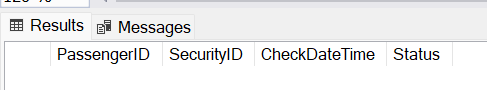 Results Messages
PassengerID SecurityID CheckDateTime Status